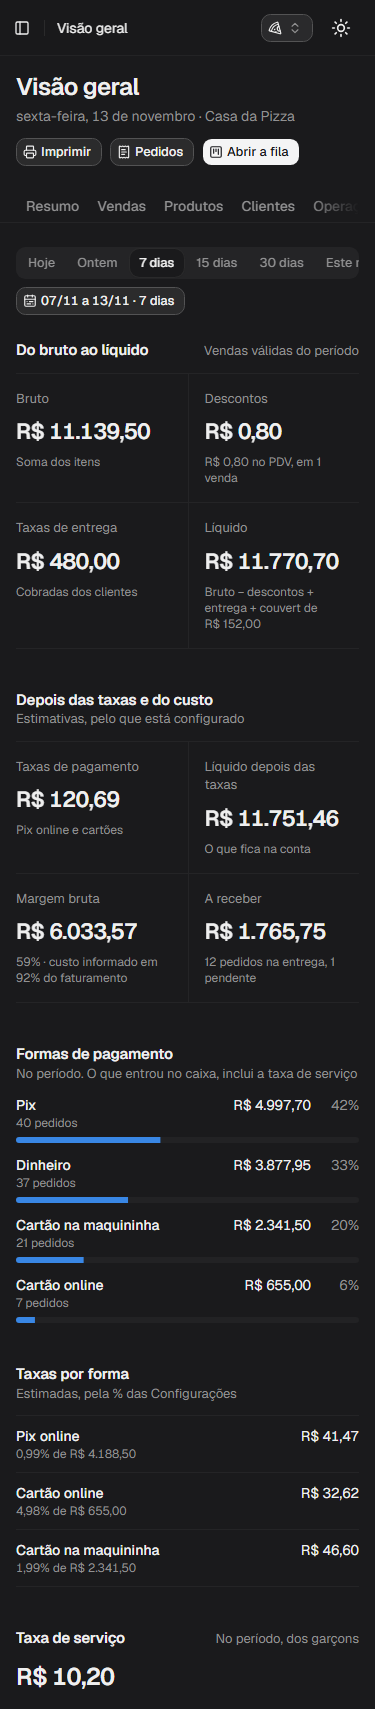 Visão geral
Visão geral
sexta-feira, 13 de novembro · Casa da Pizza
Imprimir
Pedidos
Abrir a fila
Resumo Vendas Produtos Clientes Opera
Hoje Ontem 7 dias 15 dias 30 dias Este
07/11 a 13/11 · 7 dias
Do bruto ao líquido
Vendas válidas do período
Bruto
R$ 11.139,50
Soma dos itens
Descontos
R$ 0,80
R$ 0,80 no PDV, em 1
venda
Taxas de entrega
R$ 480,00
Cobradas dos clientes
Líquido
R$ 11.770,70
Bruto − descontos +
entrega + couvert de
R$ 152,00
Depois das taxas e do custo
Estimativas, pelo que está configurado
Taxas de pagamento
R$ 120,69
Pix online e cartões
Líquido depois das
taxas
R$ 11.751,46
O que fica na conta
Margem bruta
R$ 6.033,57
59% · custo informado em
92% do faturamento
A receber
R$ 1.765,75
12 pedidos na entrega, 1
pendente
Formas de pagamento
No período. O que entrou no caixa, inclui a taxa de serviço
Pix R$ 4.997,70 42%
40 pedidos
Dinheiro R$ 3.877,95 33%
37 pedidos
Cartão na maquininha R$ 2.341,50 20%
21 pedidos
Cartão online R$ 655,00 6%
7 pedidos
Taxas por forma
Estimadas, pela % das Configurações
Pix online R$ 41,47
0,99% de R$ 4.188,50
Cartão online R$ 32,62
4,98% de R$ 655,00
Cartão na maquininha R$ 46,60
1,99% de R$ 2.341,50
Taxa de serviço
No período, dos garçons
R$ 10,20